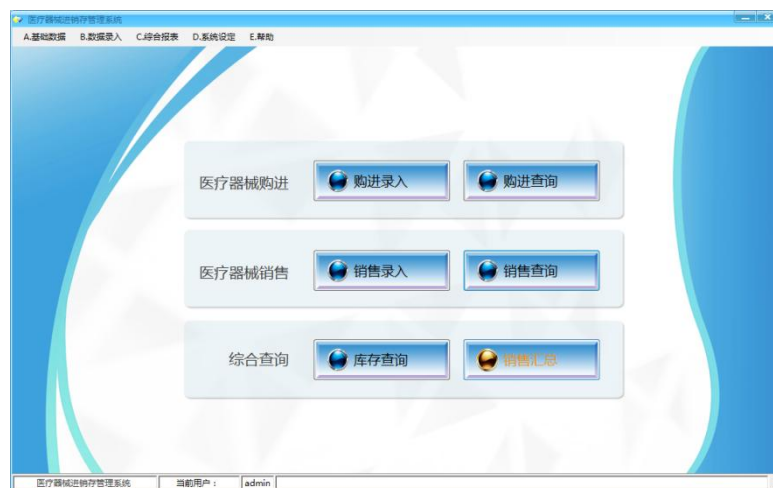 医疗器械进销存管理系统
A.基础数据 B.数据录入 C.综合报表 D.系统设定 E.帮助
医疗器械购进 购进录入 购进查询
医疗器械销售 销售录入 销售查询
综合查询 库存查询 销售汇总
医疗器械进销存管理系统 当前用户: admin